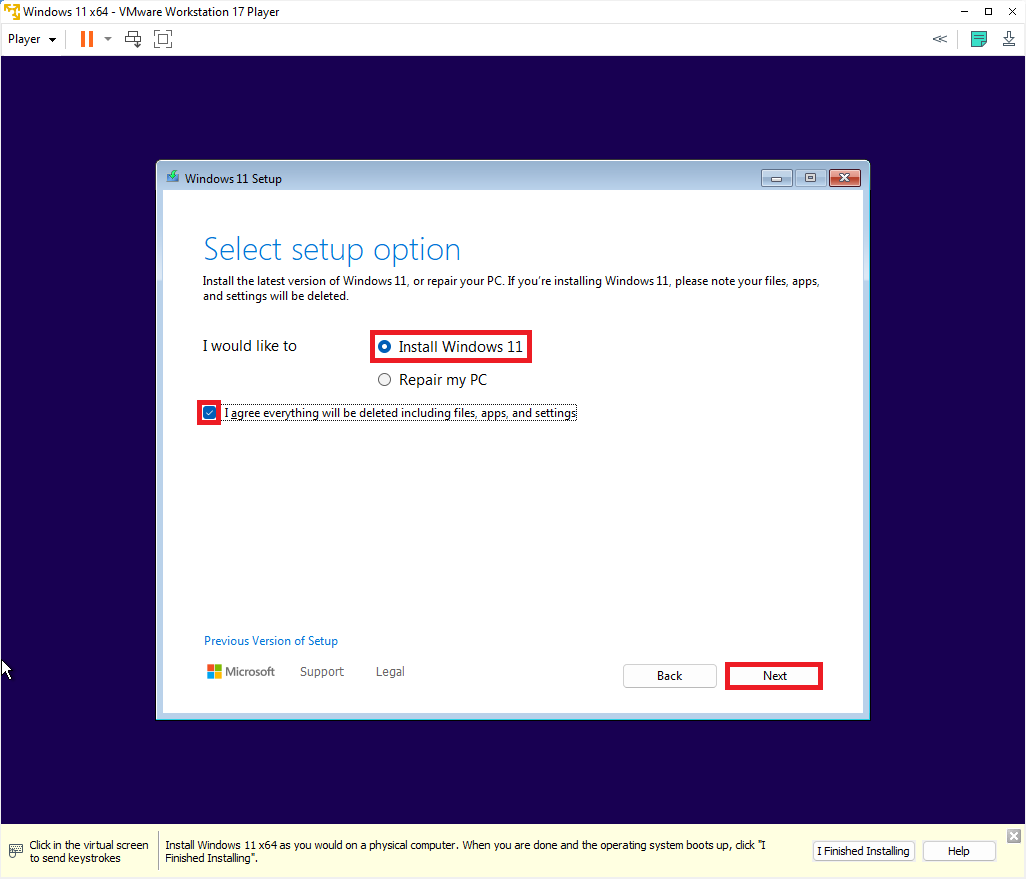 Windows 11 x64 - VMware Workstation 17 Player
Player
Windows 11 Setup
Select setup option
Install the latest version of Windows 11, or repair your PC. If you're installing Windows 11, please note your files, apps,
and settings will be deleted.
I would like to
Install Windows 11
Repair my PC
I agree everything will be deleted including files, apps, and settings
Previous Version of Setup
Microsoft
Support
Legal
Back
Next
Click in the virtual screen
to send keystrokes
Install Windows 11 x64 as you would on a physical computer. When you are done and the operating system boots up, click "I
Finished Installing".
I Finished Installing
Help